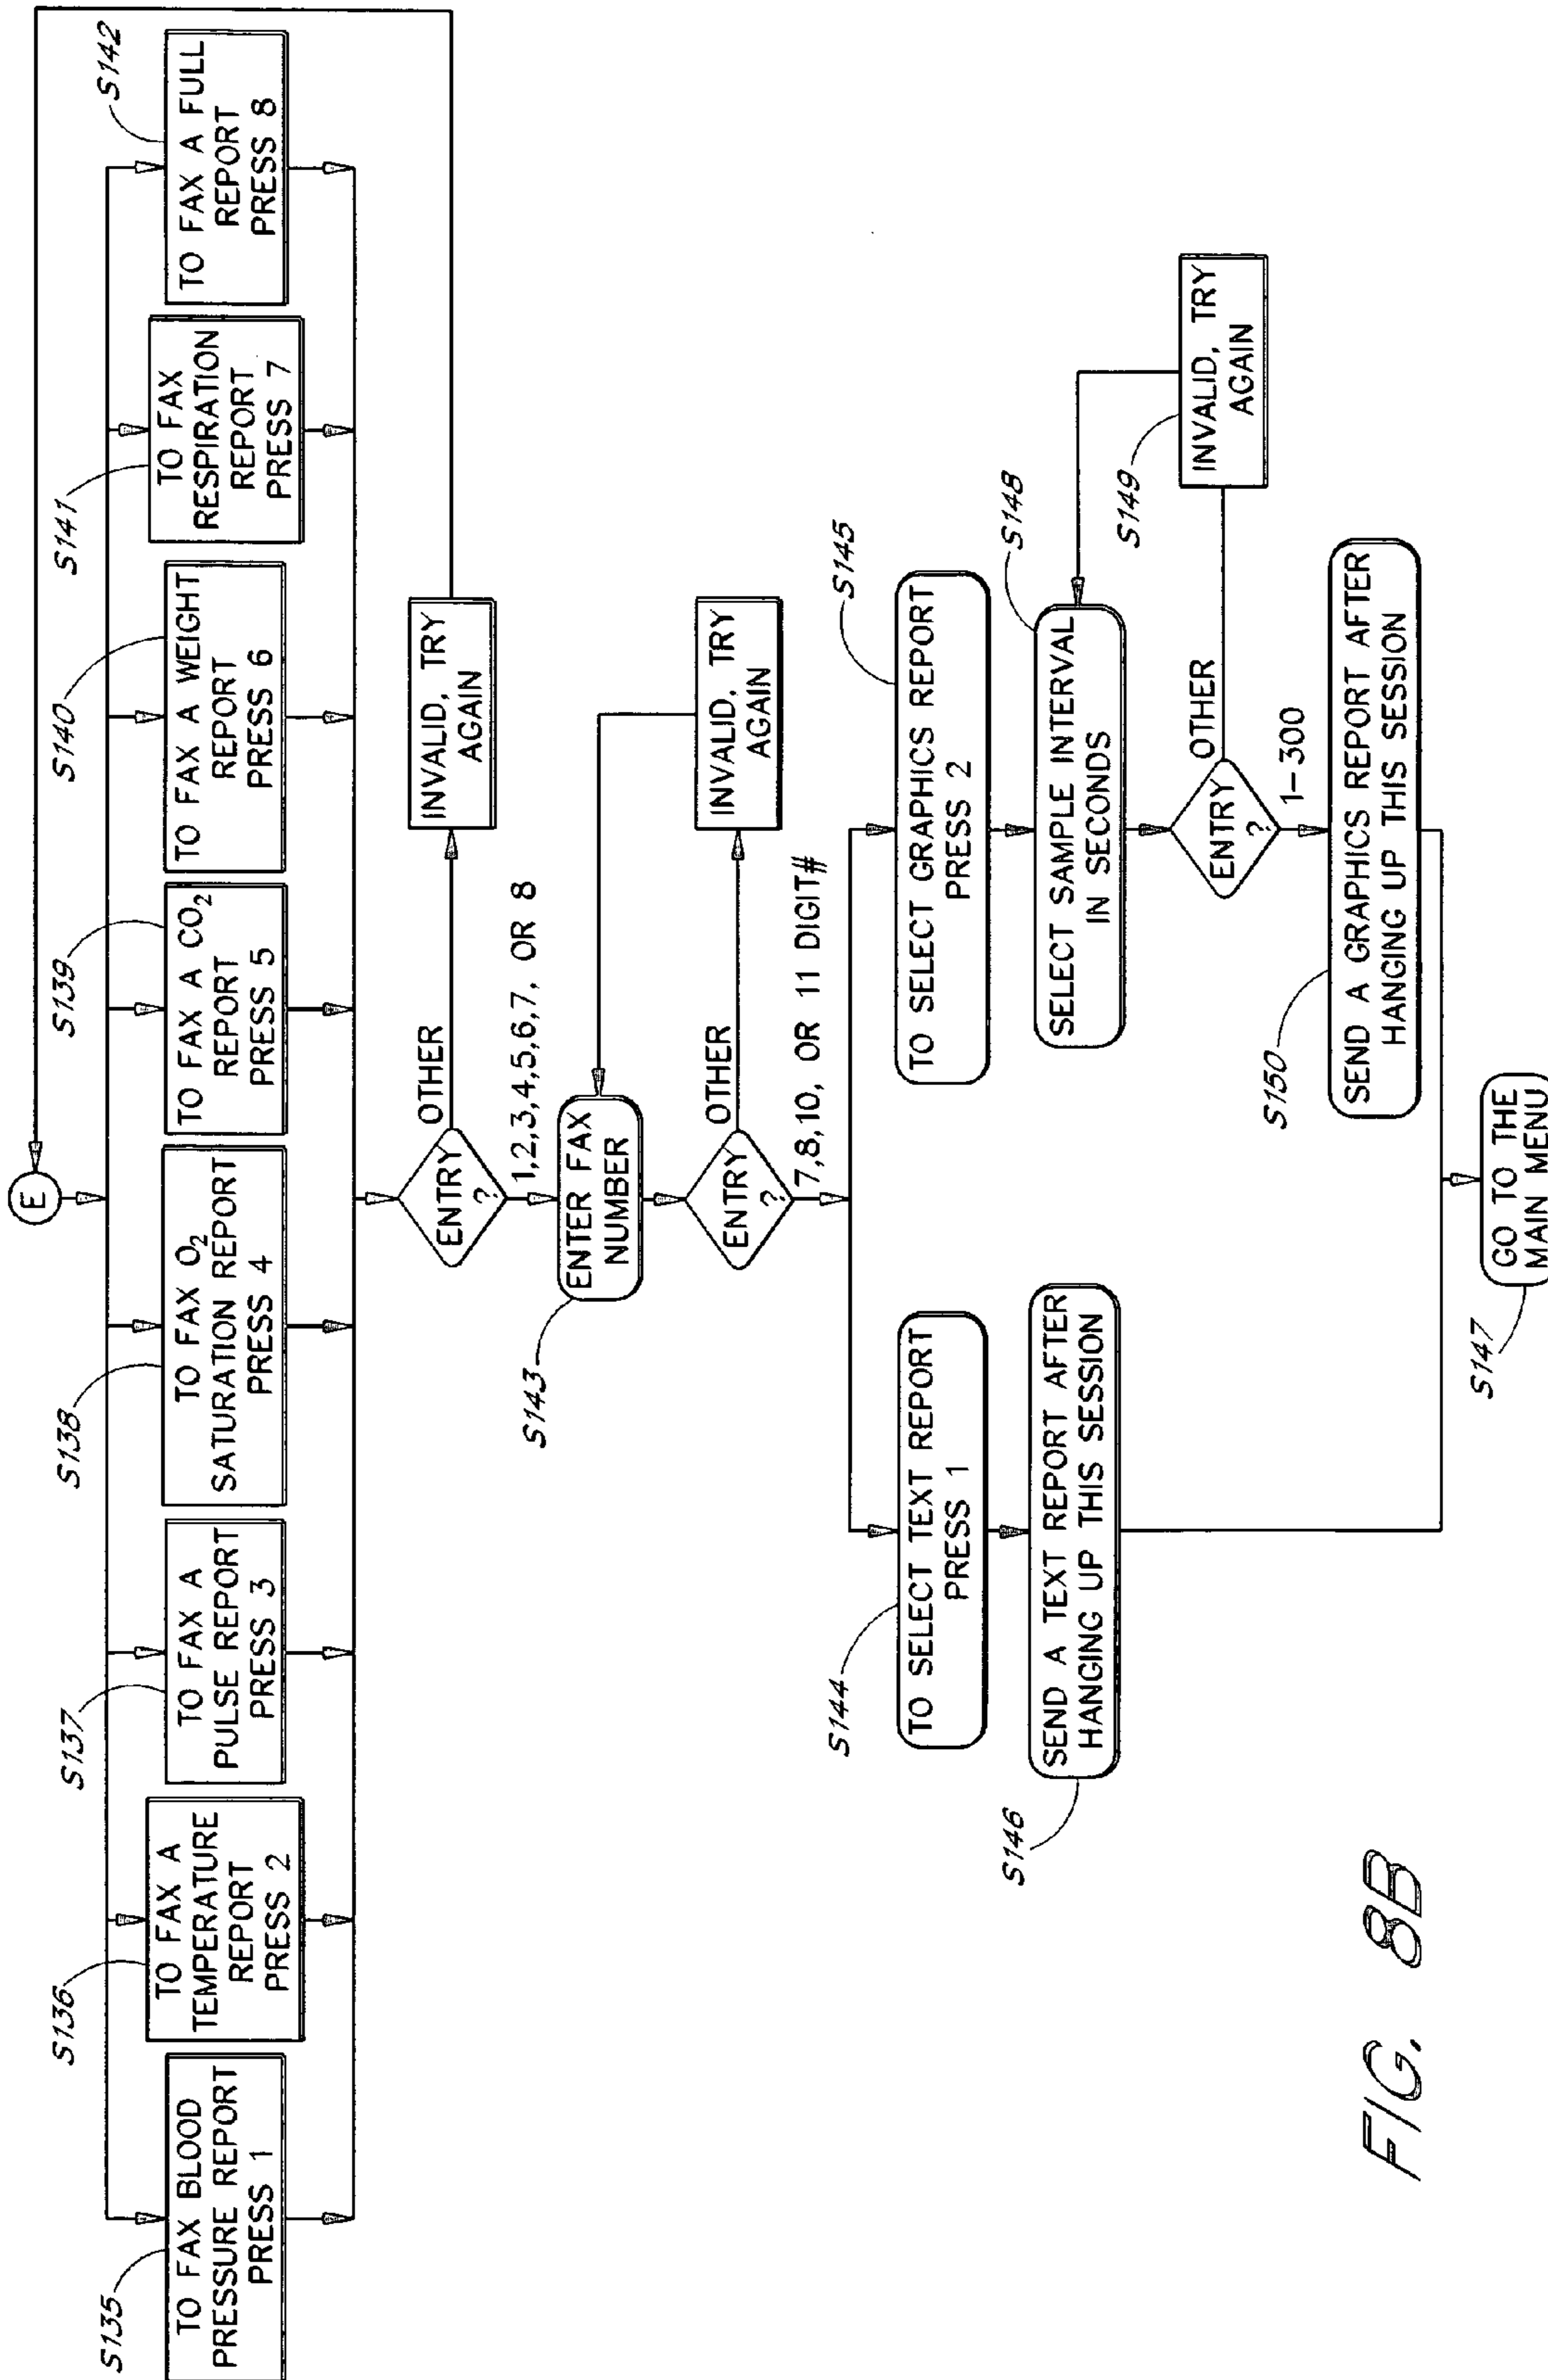 E
S135
TO FAX BLOOD
PRESSURE REPORT
PRESS 1
S136
TO FAX A
TEMPERATURE
REPORT
PRESS 2
S137
TO FAX A
PULSE REPORT
PRESS 3
S138
TO FAX O₂
SATURATION REPORT
PRESS 4
S139
TO FAX A CO₂
REPORT
PRESS 5
S140
TO FAX A WEIGHT
REPORT
PRESS 6
S141
TO FAX
RESPIRATION
REPORT
PRESS 7
S142
TO FAX A FULL
REPORT
PRESS 8
ENTRY
?
OTHER
INVALID, TRY
AGAIN
1,2,3,4,5,6,7, OR 8
S143
ENTER FAX
NUMBER
ENTRY
?
OTHER
INVALID, TRY
AGAIN
7,8,10, OR 11 DIGIT#
S144
TO SELECT TEXT REPORT
PRESS 1
S145
TO SELECT GRAPHICS REPORT
PRESS 2
S146
SEND A TEXT REPORT AFTER
HANGING UP THIS SESSION
S148
SELECT SAMPLE INTERVAL
IN SECONDS
ENTRY
?
OTHER
S149
INVALID, TRY
AGAIN
1-300
S150
SEND A GRAPHICS REPORT AFTER
HANGING UP THIS SESSION
S147
GO TO THE
MAIN MENU
FIG. 8B